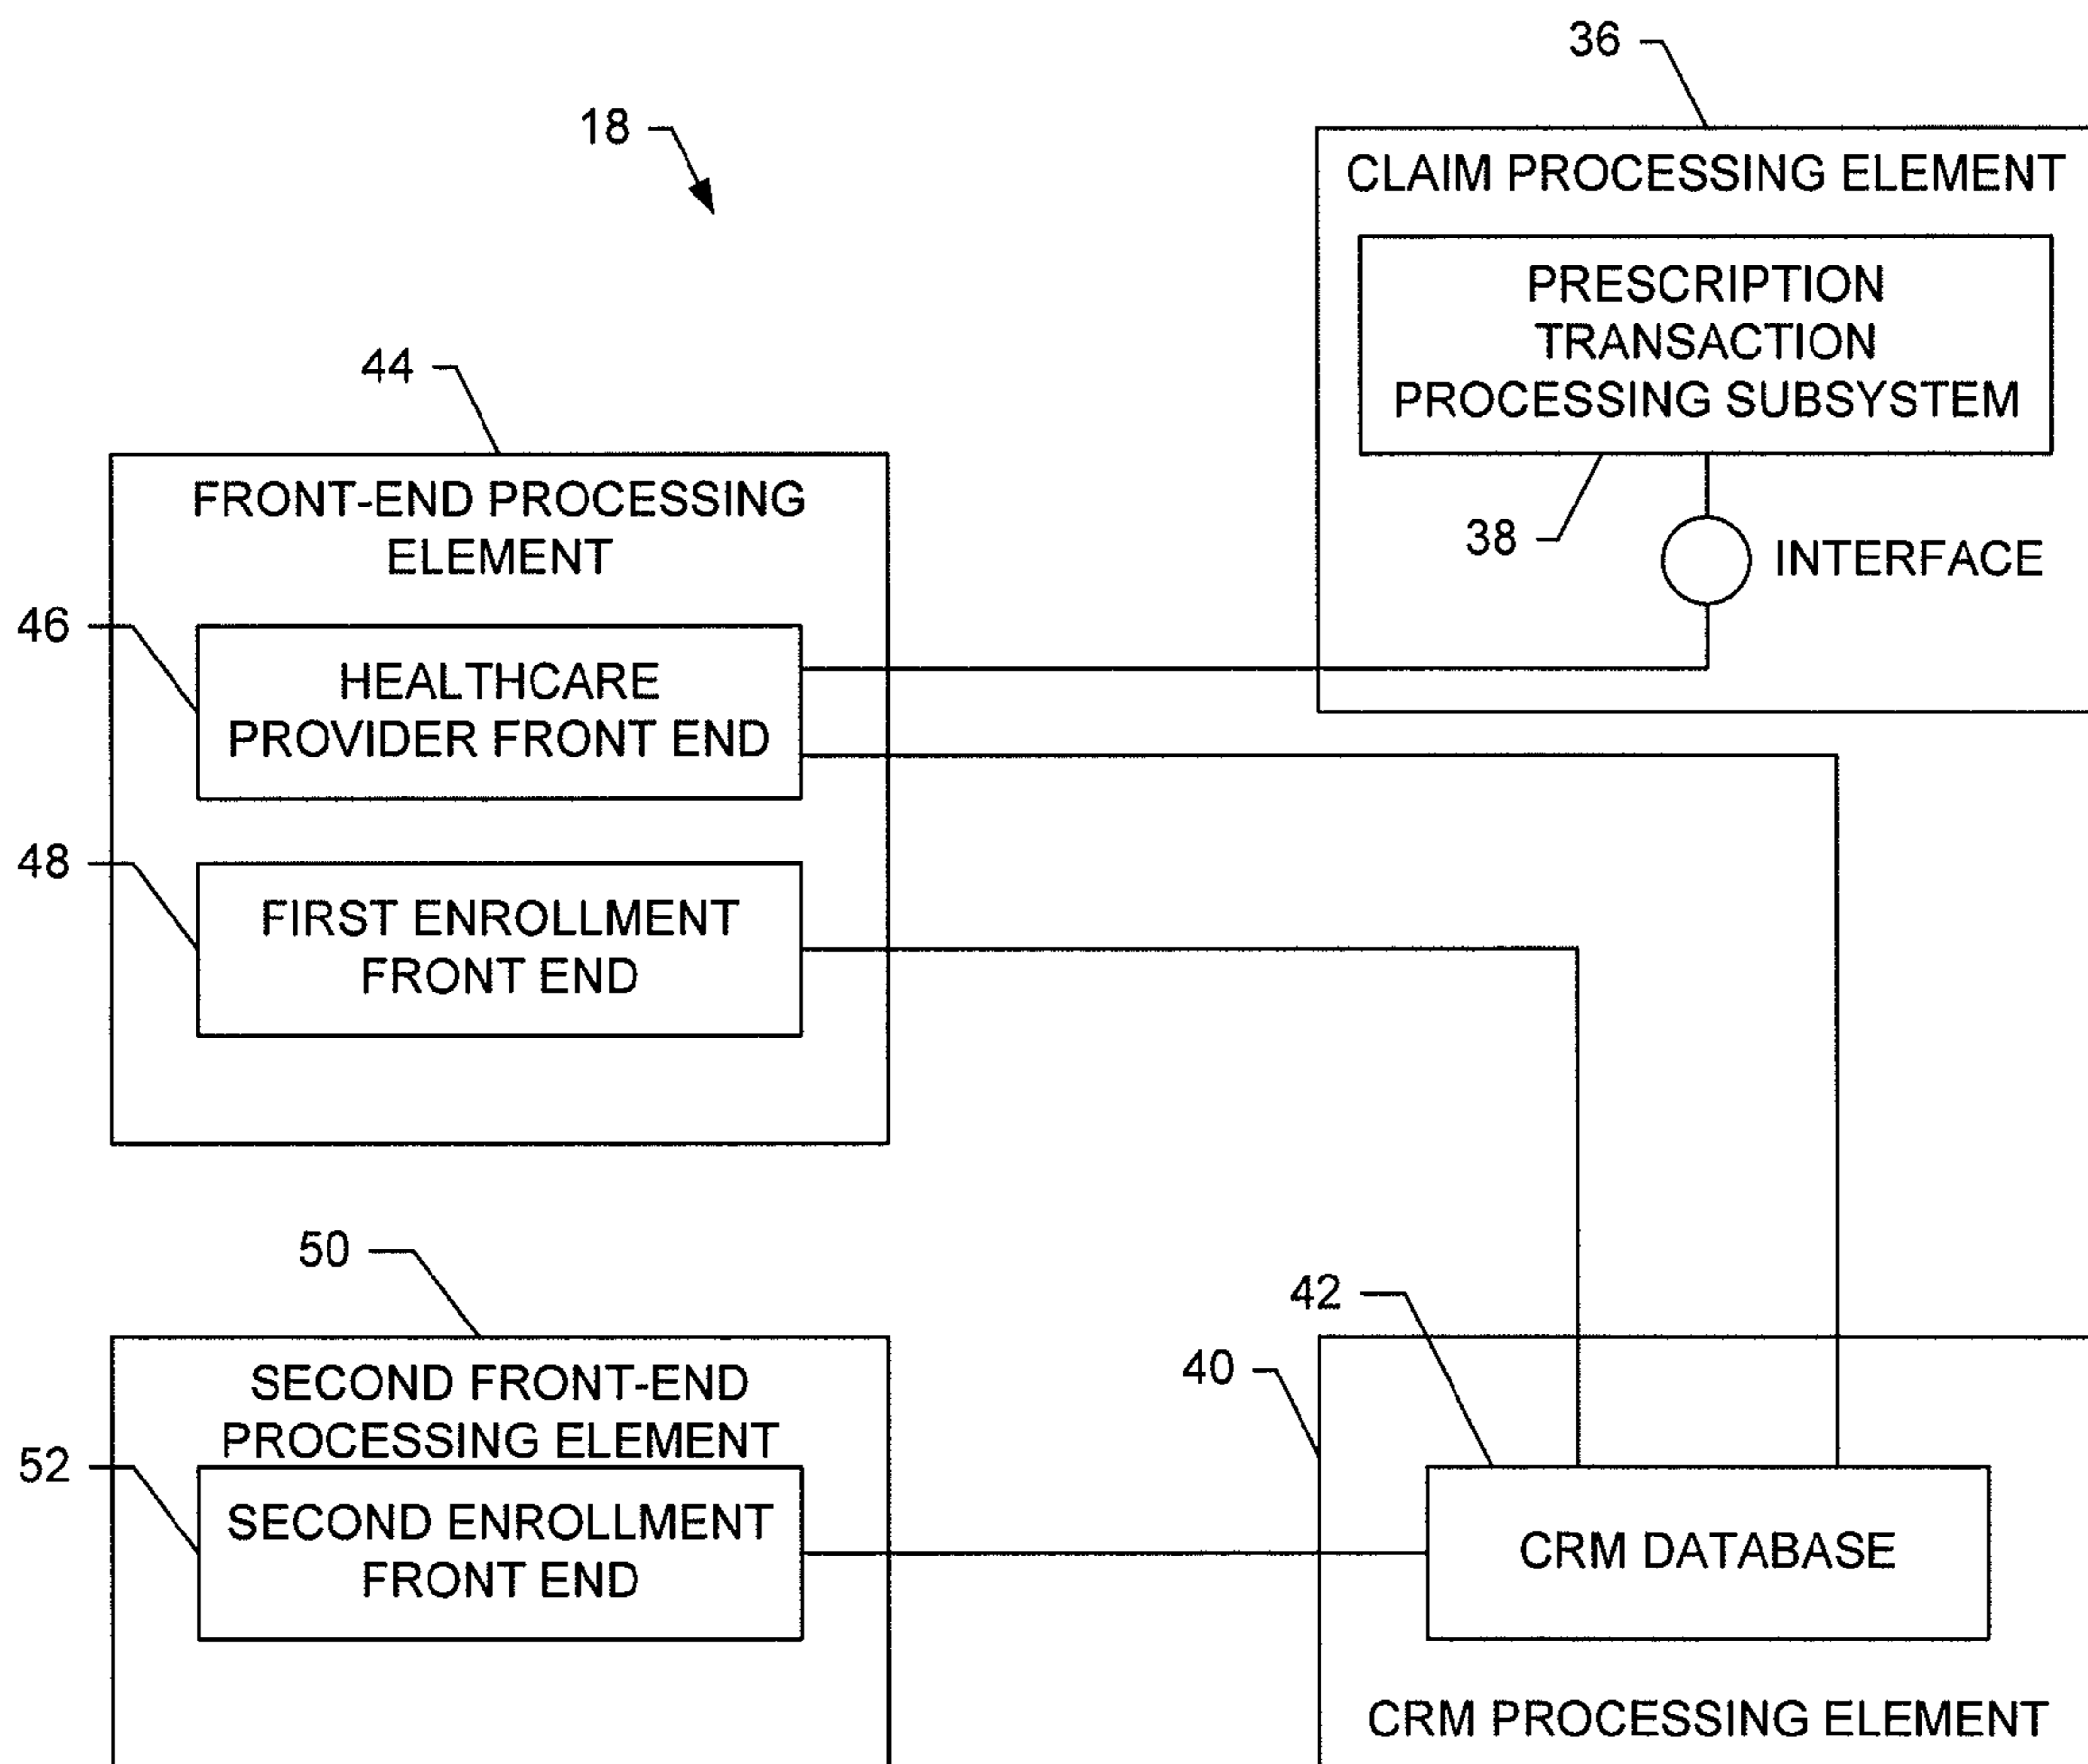 36
18
CLAIM PROCESSING ELEMENT
PRESCRIPTION
TRANSACTION
PROCESSING SUBSYSTEM
38
INTERFACE
44
FRONT-END PROCESSING
ELEMENT
46
HEALTHCARE
PROVIDER FRONT END
48
FIRST ENROLLMENT
FRONT END
50
SECOND FRONT-END
PROCESSING ELEMENT
52
SECOND ENROLLMENT
FRONT END
42
40
CRM DATABASE
CRM PROCESSING ELEMENT